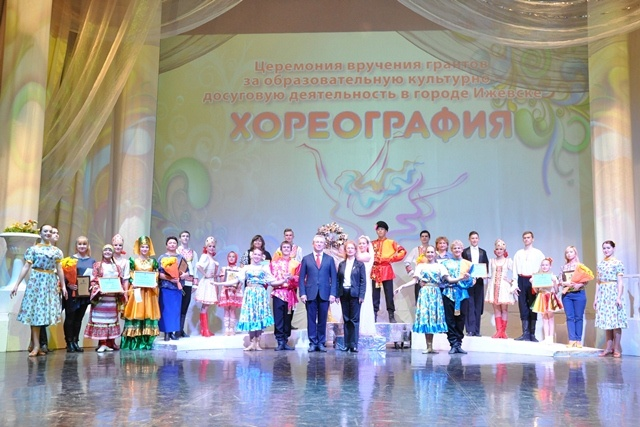 Церемония вручения грантов
за образовательную культурно
досуговую деятельность в городе Ижевске
ХОРЕОГРАФИЯ